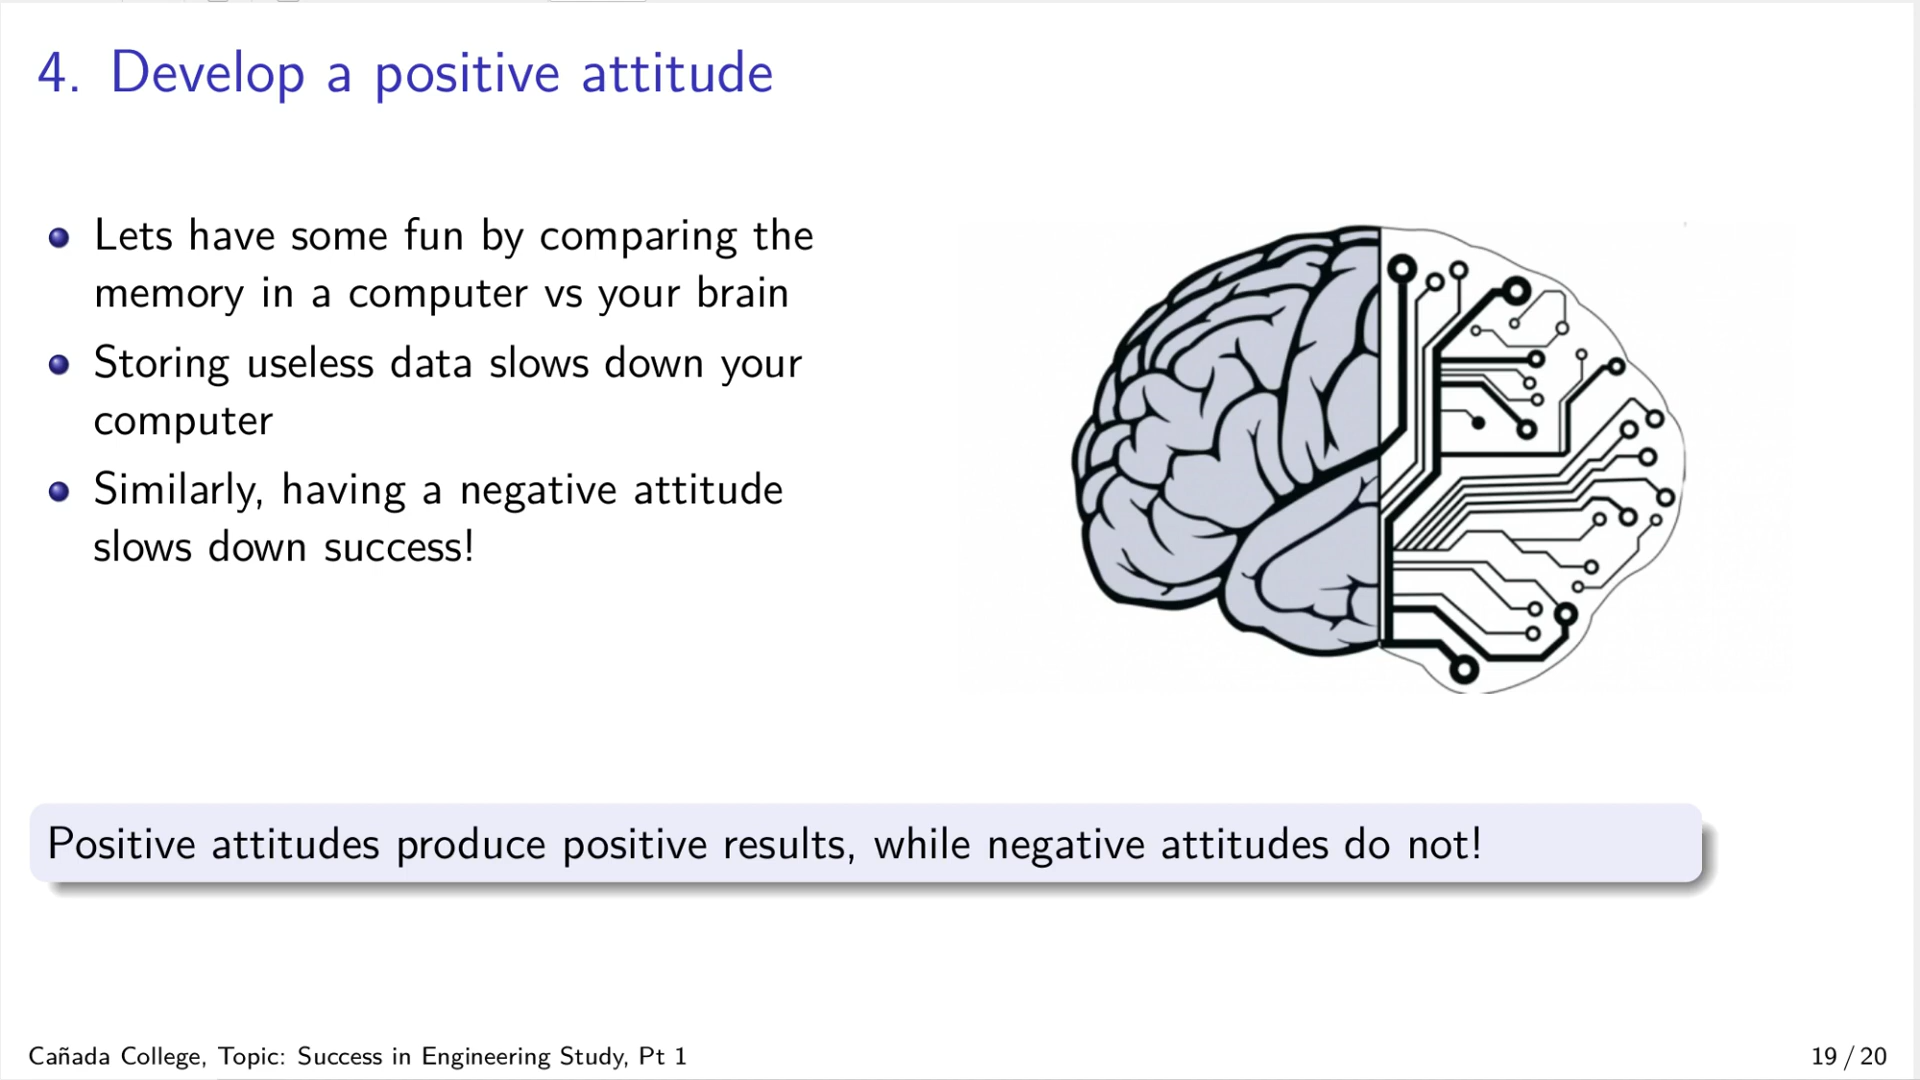 4. Develop a positive attitude
Lets have some fun by comparing the
memory in a computer vs your brain
Storing useless data slows down your
computer
Similarly, having a negative attitude
slows down success!
Positive attitudes produce positive results, while negative attitudes do not!
Cañada College, Topic: Success in Engineering Study, Pt 1
19 / 20